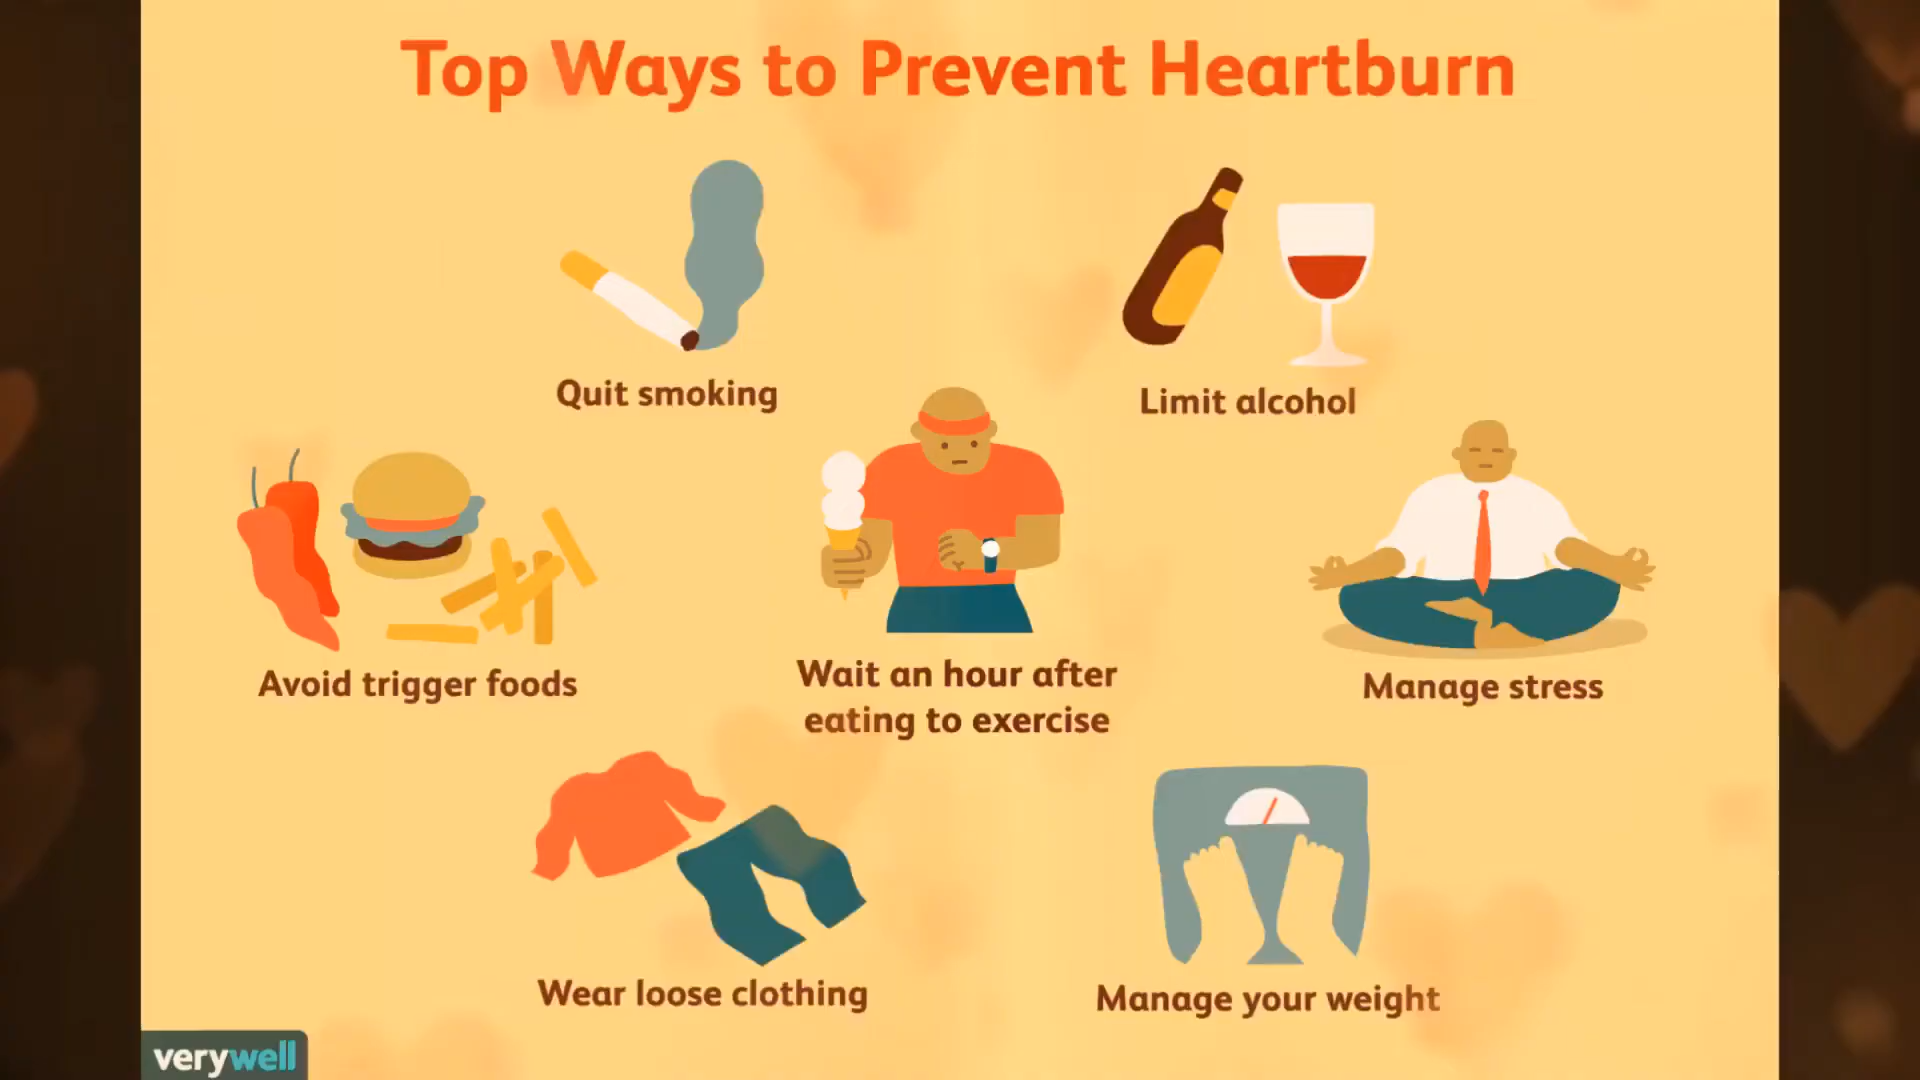 Top Ways to Prevent Heartburn
Quit smoking
Limit alcohol
Avoid trigger foods
Wait an hour after
eating to exercise
Manage stress
Wear loose clothing
Manage your weight
verywell